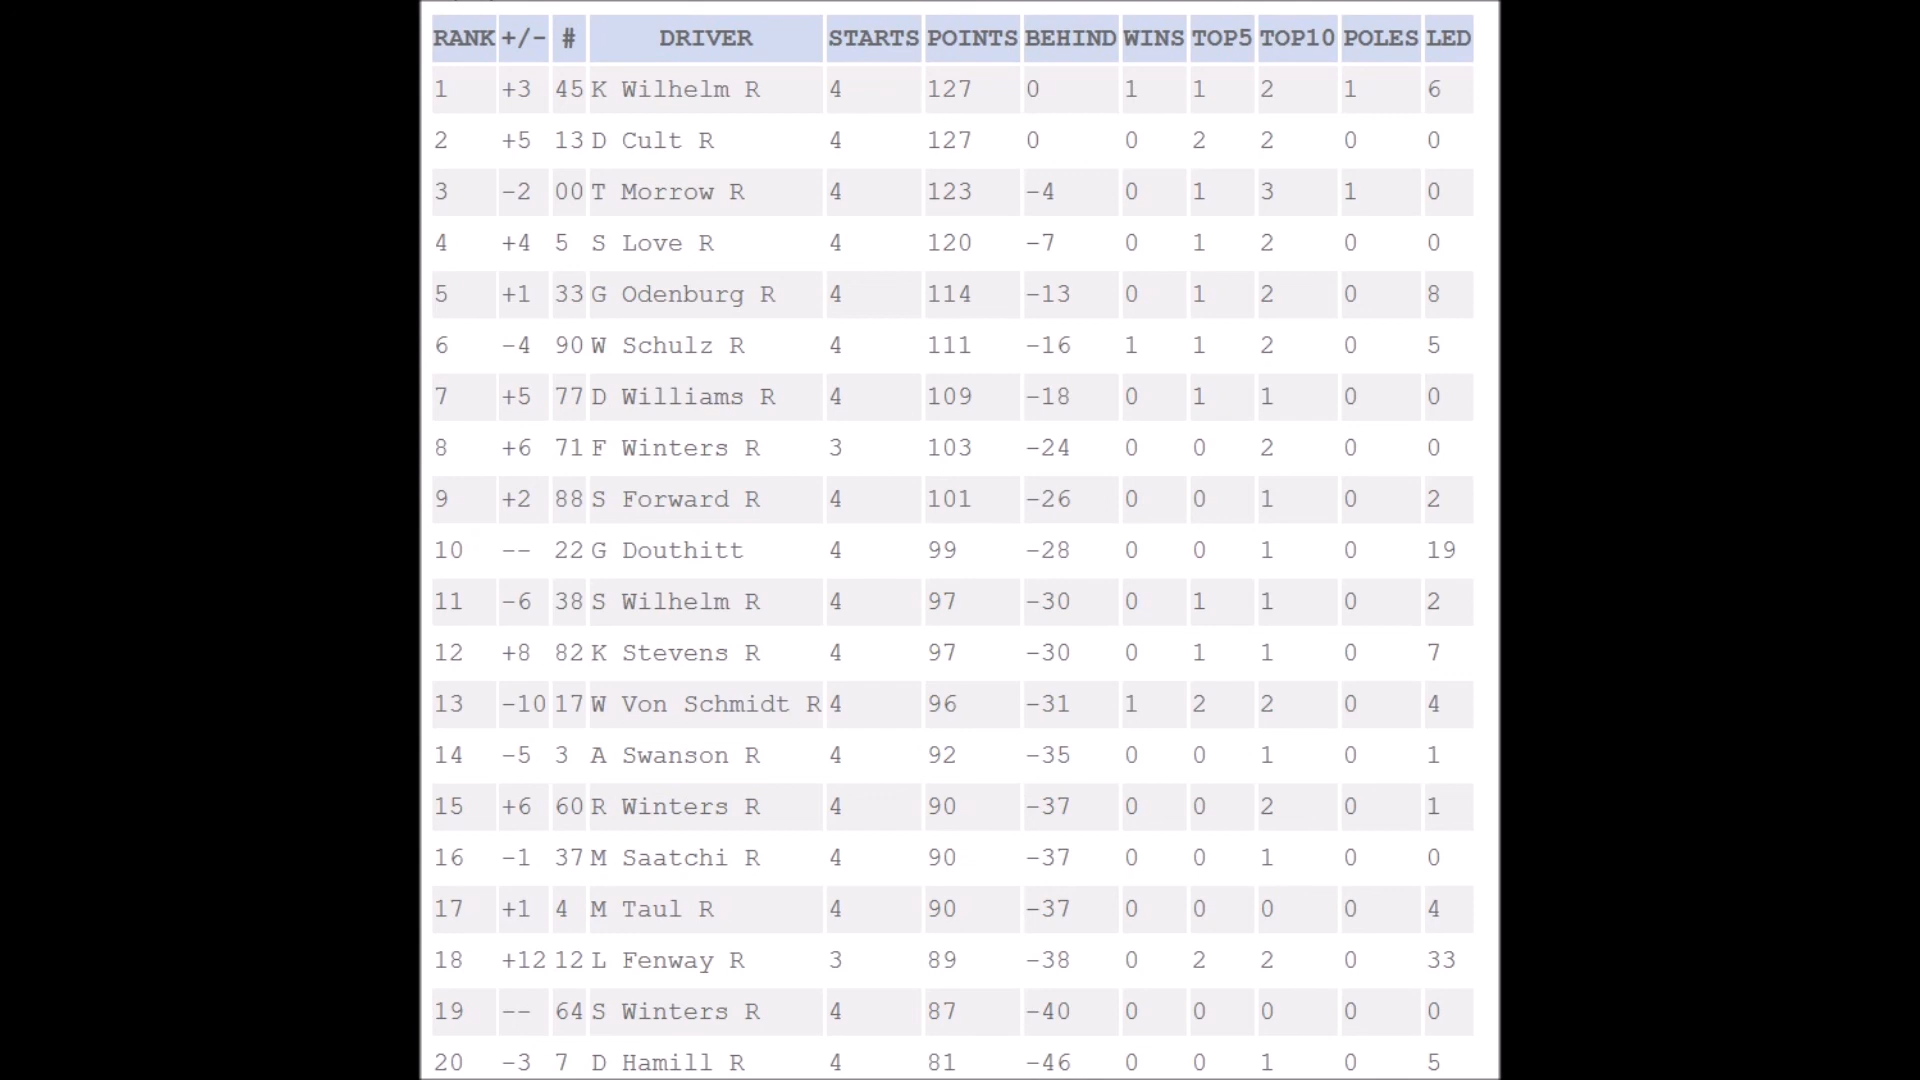 RANK +/- # DRIVER STARTS POINTS BEHIND WINS TOP5 TOP10 POLES LED
1 +3 45 K Wilhelm R 4 127 0 1 1 2 1 6
2 +5 13 D Cult R 4 127 0 0 2 2 0 0
3 -2 00 T Morrow R 4 123 -4 0 1 3 1 0
4 +4 5 S Love R 4 120 -7 0 1 2 0 0
5 +1 33 G Odenburg R 4 114 -13 0 1 2 0 8
6 -4 90 W Schulz R 4 111 -16 1 1 2 0 5
7 +5 77 D Williams R 4 109 -18 0 1 1 0 0
8 +6 71 F Winters R 3 103 -24 0 0 2 0 0
9 +2 88 S Forward R 4 101 -26 0 0 1 0 2
10 -- 22 G Douthitt 4 99 -28 0 0 1 0 19
11 -6 38 S Wilhelm R 4 97 -30 0 1 1 0 2
12 +8 82 K Stevens R 4 97 -30 0 1 1 0 7
13 -10 17 W Von Schmidt R 4 96 -31 1 2 2 0 4
14 -5 3 A Swanson R 4 92 -35 0 0 1 0 1
15 +6 60 R Winters R 4 90 -37 0 0 2 0 1
16 -1 37 M Saatchi R 4 90 -37 0 0 1 0 0
17 +1 4 M Taul R 4 90 -37 0 0 0 0 4
18 +12 12 L Fenway R 3 89 -38 0 2 2 0 33
19 -- 64 S Winters R 4 87 -40 0 0 0 0 0
20 -3 7 D Hamill R 4 81 -46 0 0 1 0 5